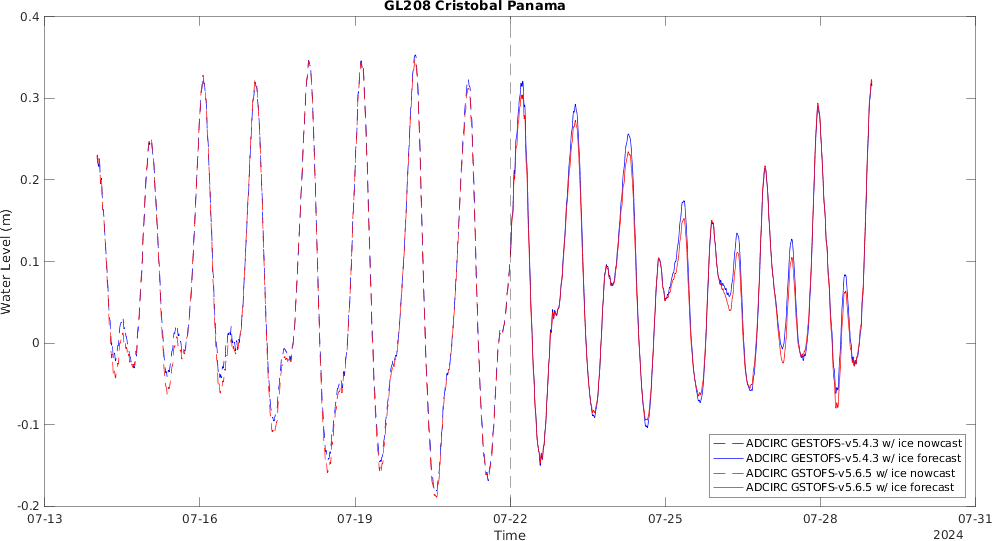 GL208 Cristobal Panama
0.4
0.3
0.2
0.1
0
-0.1
-0.2
Water Level (m)
ADCIRC GESTOFS-v5.4.3 w/ ice nowcast
ADCIRC GESTOFS-v5.4.3 w/ ice forecast
ADCIRC GSTOFS-v5.6.5 w/ ice nowcast
ADCIRC GSTOFS-v5.6.5 w/ ice forecast
07-13 07-16 07-19 07-22 07-25 07-28 07-31
Time
2024